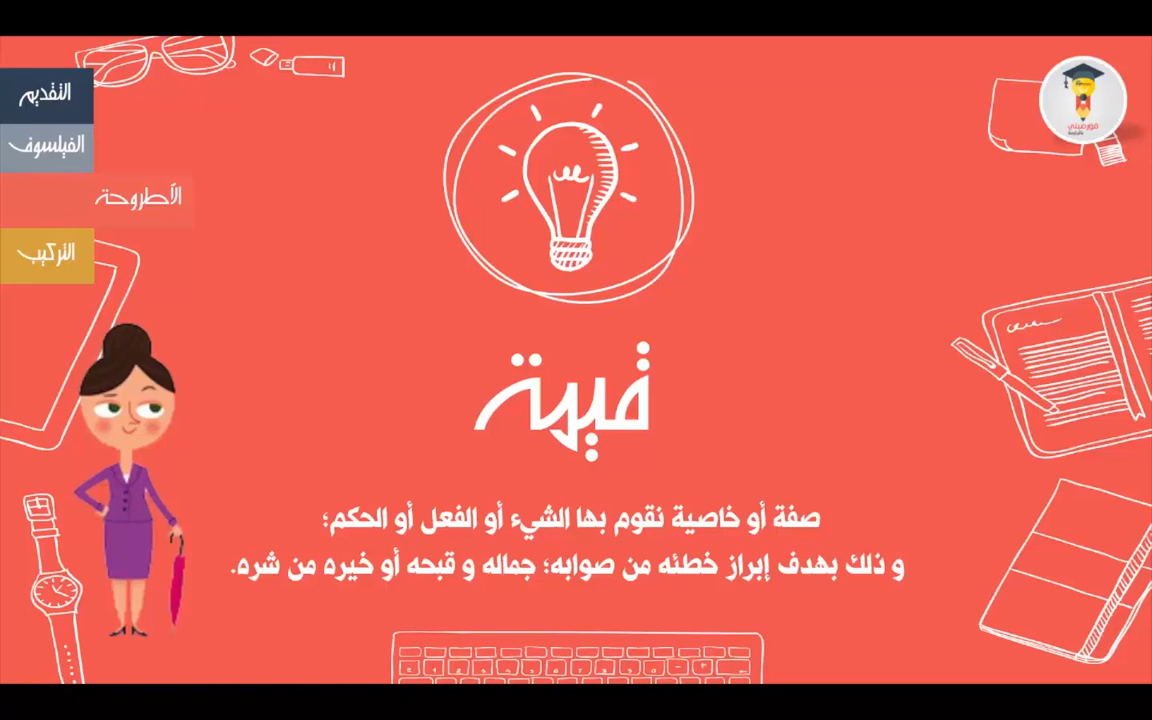 التقديم
الفيلسوف
الأطروحة
التركيب
قيمة
صفة أو خاصية نقوم بها الشيء أو الفعل أو الحكم؛
و ذلك بهدف إبراز خطئه من صوابه؛ جماله و قبحه أو خيره من شره.